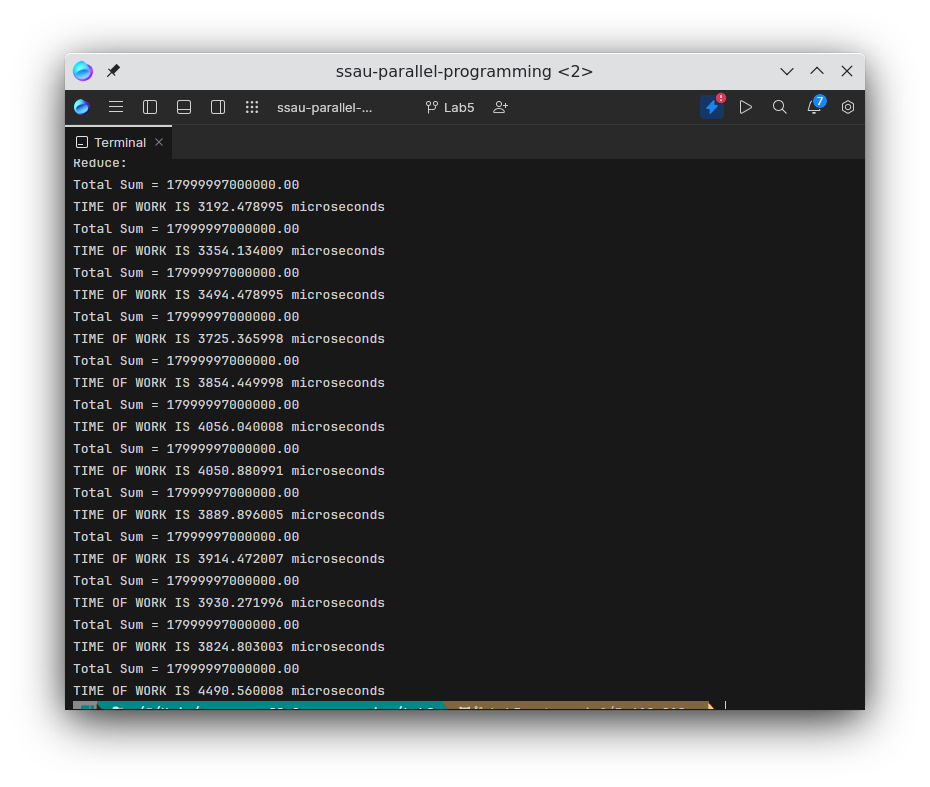 ssau-parallel-programming <2>
ssau-parallel-... Lab5 7
Terminal
Reduce:
Total Sum = 17999997000000.00
TIME OF WORK IS 3192.478995 microseconds
Total Sum = 17999997000000.00
TIME OF WORK IS 3354.134009 microseconds
Total Sum = 17999997000000.00
TIME OF WORK IS 3494.478995 microseconds
Total Sum = 17999997000000.00
TIME OF WORK IS 3725.365998 microseconds
Total Sum = 17999997000000.00
TIME OF WORK IS 3854.449998 microseconds
Total Sum = 17999997000000.00
TIME OF WORK IS 4056.040008 microseconds
Total Sum = 17999997000000.00
TIME OF WORK IS 4050.880991 microseconds
Total Sum = 17999997000000.00
TIME OF WORK IS 3889.896005 microseconds
Total Sum = 17999997000000.00
TIME OF WORK IS 3914.472007 microseconds
Total Sum = 17999997000000.00
TIME OF WORK IS 3930.271996 microseconds
Total Sum = 17999997000000.00
TIME OF WORK IS 3824.803003 microseconds
Total Sum = 17999997000000.00
TIME OF WORK IS 4490.560008 microseconds